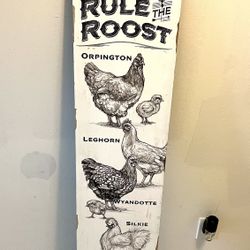 RULE
THE
ROOST
ORPINGTON
LEGHORN
WYANDOTTE
SILKIE